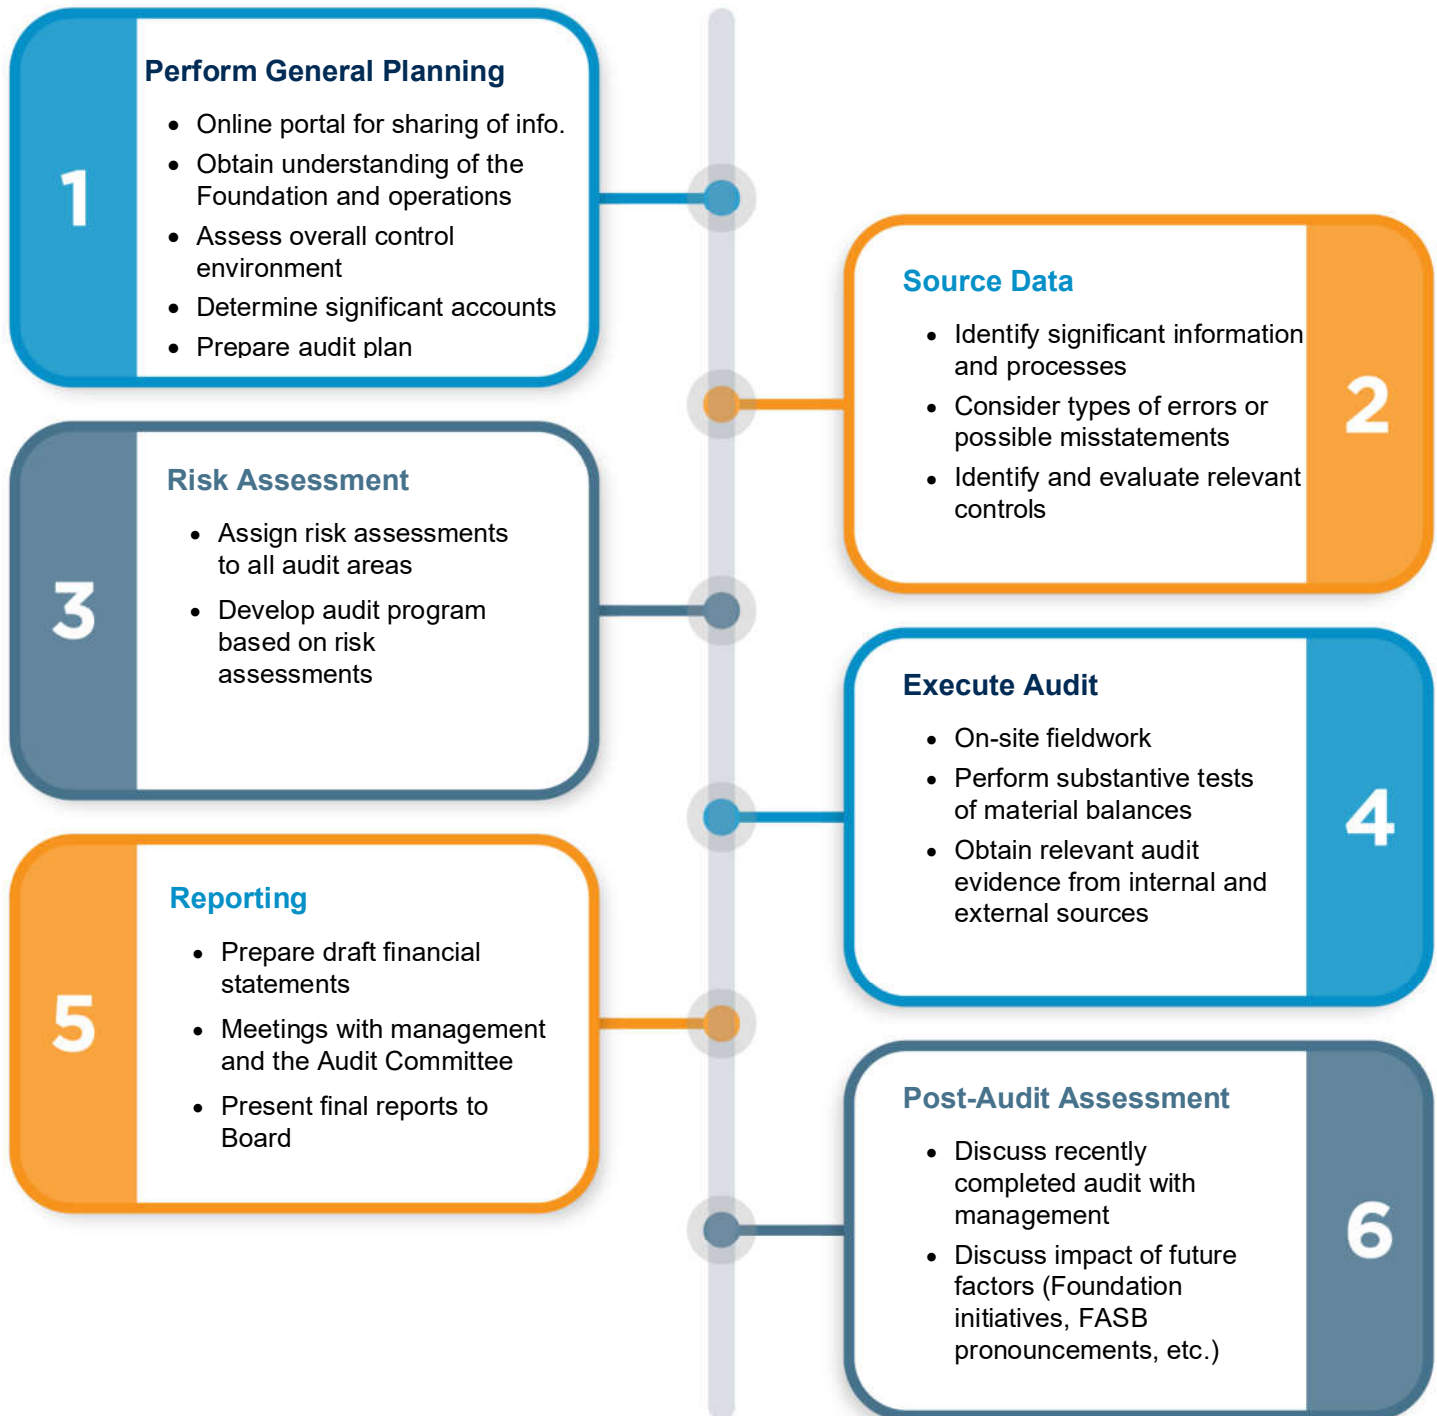 1
Perform General Planning
• Online portal for sharing of info.
• Obtain understanding of the
Foundation and operations
• Assess overall control
environment
• Determine significant accounts
• Prepare audit plan
2
Source Data
• Identify significant information
and processes
• Consider types of errors or
possible misstatements
• Identify and evaluate relevant
controls
3
Risk Assessment
• Assign risk assessments
to all audit areas
• Develop audit program
based on risk
assessments
4
Execute Audit
• On-site fieldwork
• Perform substantive tests
of material balances
• Obtain relevant audit
evidence from internal and
external sources
5
Reporting
• Prepare draft financial
statements
• Meetings with management
and the Audit Committee
• Present final reports to
Board
6
Post-Audit Assessment
• Discuss recently
completed audit with
management
• Discuss impact of future
factors (Foundation
initiatives, FASB
pronouncements, etc.)